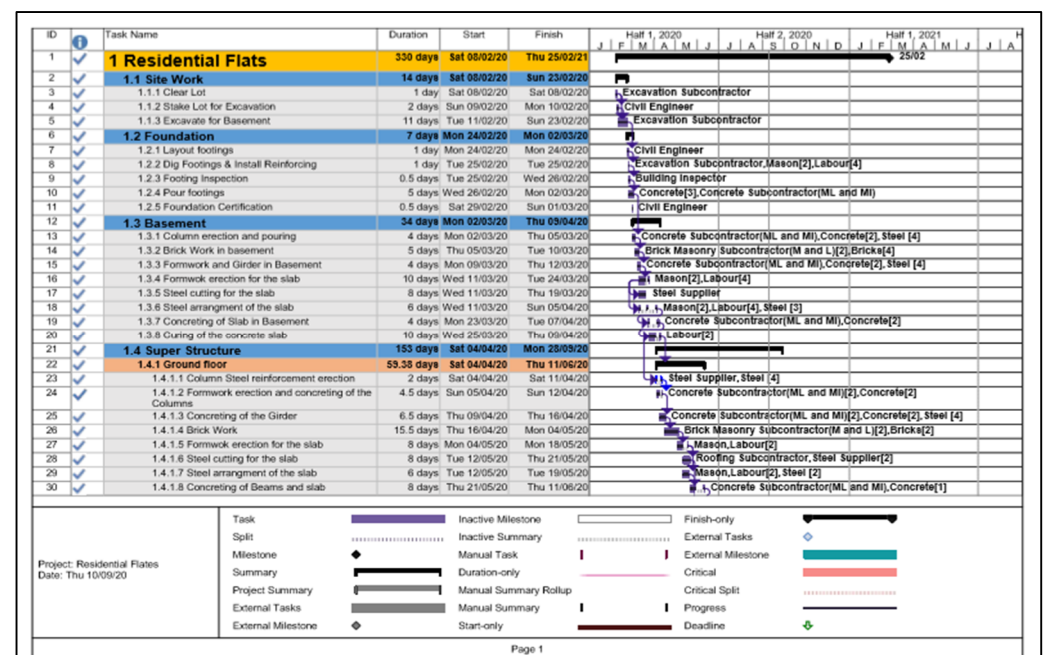 ID Task Name Duration Start Finish Half 1, 2020 Half 2, 2020 Half 1, 2021 H
J F M A M J J A S O N D J F M A M J J A
1 1 Residential Flats 330 days Sat 08/02/20 Thu 25/02/21 25/02
2 1.1 Site Work 14 days Sat 08/02/20 Sun 23/02/20
3 1.1.1 Clear Lot 1 day Sat 08/02/20 Sat 08/02/20 Excavation Subcontractor
4 1.1.2 Stake Lot for Excavation 2 days Sun 09/02/20 Mon 10/02/20 Civil Engineer
5 1.1.3 Excavate for Basement 11 days Tue 11/02/20 Sun 23/02/20 Excavation Subcontractor
6 1.2 Foundation 7 days Mon 24/02/20 Mon 02/03/20
7 1.2.1 Layout footings 1 day Mon 24/02/20 Mon 24/02/20 Civil Engineer
8 1.2.2 Dig Footings & Install Reinforcing 1 day Tue 25/02/20 Tue 25/02/20 Excavation Subcontractor,Mason[2],Labour[4]
9 1.2.3 Footing Inspection 0.5 days Tue 25/02/20 Wed 26/02/20 Building Inspector
10 1.2.4 Pour footings 5 days Wed 26/02/20 Mon 02/03/20 Concrete[3],Concrete Subcontractor(ML and MI)
11 1.2.5 Foundation Certification 0.5 days Sat 29/02/20 Sun 01/03/20 Civil Engineer
12 1.3 Basement 34 days Mon 02/03/20 Thu 09/04/20
13 1.3.1 Column erection and pouring 4 days Mon 02/03/20 Thu 05/03/20 Concrete Subcontractor(ML and MI),Concrete[2],Steel [4]
14 1.3.2 Brick Work in basement 5 days Thu 05/03/20 Tue 10/03/20 Brick Masonry Subcontractor(M and L)[2],Bricks[4]
15 1.3.3 Formwork and Girder in Basement 4 days Mon 09/03/20 Thu 12/03/20 Concrete Subcontractor(ML and MI),Concrete[2],Steel [4]
16 1.3.4 Formwok erection for the slab 10 days Wed 11/03/20 Tue 24/03/20 Mason[2],Labour[4]
17 1.3.5 Steel cutting for the slab 8 days Wed 11/03/20 Thu 19/03/20 Steel Supplier
18 1.3.6 Steel arrangment of the slab 6 days Wed 11/03/20 Sun 05/04/20 Mason[2],Labour[4],Steel [3]
19 1.3.7 Concreting of Slab in Basement 4 days Mon 23/03/20 Tue 07/04/20 Concrete Subcontractor(ML and MI),Concrete[2]
20 1.3.8 Curing of the concrete slab 10 days Wed 25/03/20 Thu 09/04/20 Labour[2]
21 1.4 Super Structure 153 days Sat 04/04/20 Mon 28/09/20
22 1.4.1 Ground floor 59.38 days Sat 04/04/20 Thu 11/06/20
23 1.4.1.1 Column Steel reinforcement erection 2 days Sat 04/04/20 Sat 11/04/20 Steel Supplier,Steel [4]
24 1.4.1.2 Formwork erection and concreting of the 4.5 days Sun 05/04/20 Sun 12/04/20 Concrete Subcontractor(ML and MI)[2],Concrete[2]
Columns
25 1.4.1.3 Concreting of the Girder 6.5 days Thu 09/04/20 Thu 16/04/20 Concrete Subcontractor(ML and MI)[2],Concrete[2],Steel [4]
26 1.4.1.4 Brick Work 15.5 days Thu 16/04/20 Mon 04/05/20 Brick Masonry Subcontractor(M and L)[2],Bricks[2]
27 1.4.1.5 Formwok erection for the slab 8 days Mon 04/05/20 Mon 18/05/20 Mason,Labour[2]
28 1.4.1.6 Steel cutting for the slab 8 days Tue 12/05/20 Thu 21/05/20 Roofing Subcontractor,Steel Supplier[2]
29 1.4.1.7 Steel arrangment of the slab 6 days Tue 12/05/20 Tue 19/05/20 Mason,Labour[2],Steel [2]
30 1.4.1.8 Concreting of Beams and slab 8 days Thu 21/05/20 Thu 11/06/20 Concrete Subcontractor(ML and MI),Concrete[1]
Project: Residential Flates
Date: Thu 10/09/20
Task Inactive Milestone Finish-only
Split Inactive Summary External Tasks
Milestone Manual Task External Milestone
Summary Duration-only Critical
Project Summary Manual Summary Rollup Critical Split
External Tasks Manual Summary Progress
External Milestone Start-only Deadline
Page 1